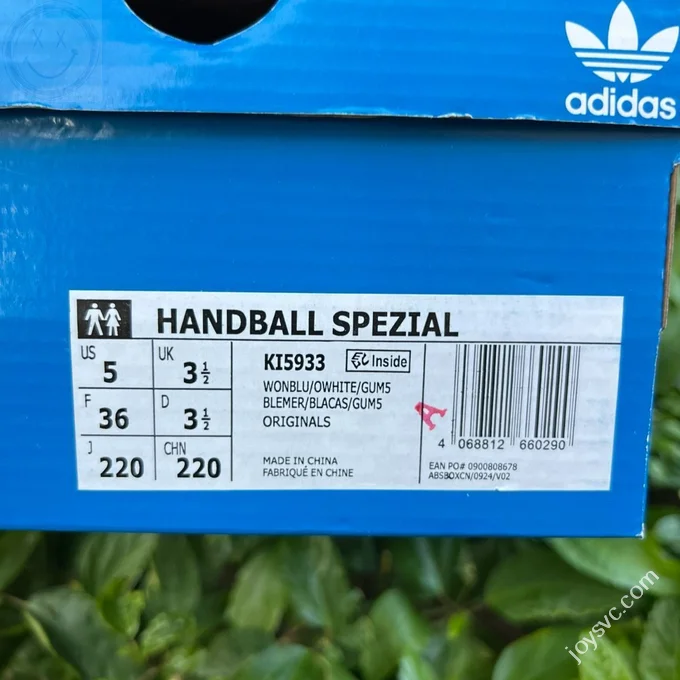 adidas
HANDBALL SPEZIAL
US
5
UK
3 1/2
F
36
D
3 1/2
J
220
CHN
220
KI5933
Inside
WONBLU/OWHITE/GUM5
BLEMER/BLACAS/GUM5
ORIGINALS
MADE IN CHINA
FABRIQUÉ EN CHINE
A
4 068812 660290
EAN PO# 0900808678
ABSBOXCN/0924/V02
joysvc.com